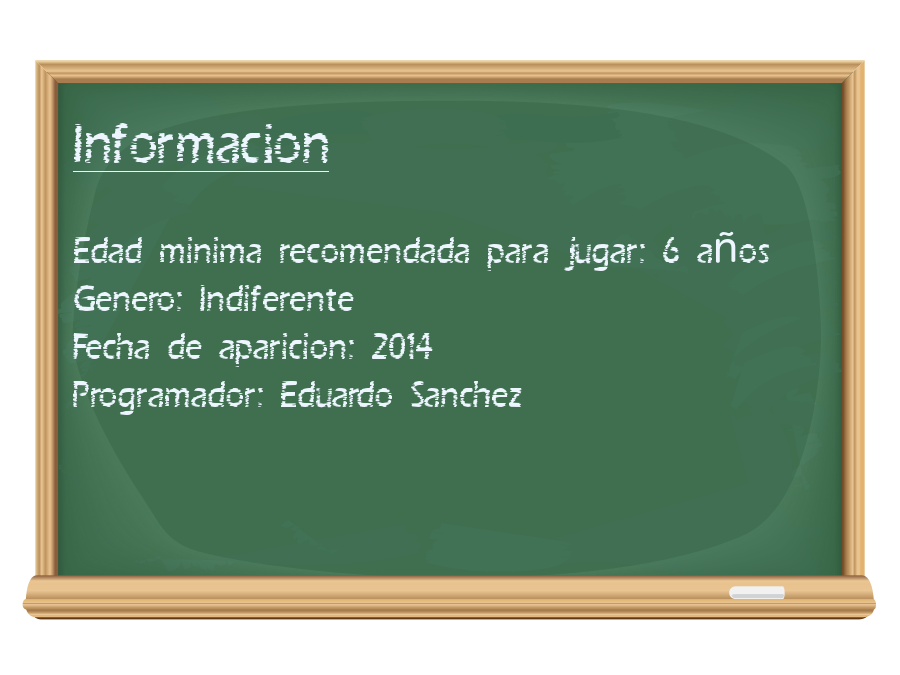 Informacion
Edad minima recomendada para jugar: 6 años
Genero: Indiferente
Fecha de aparicion: 2014
Programador: Eduardo Sanchez